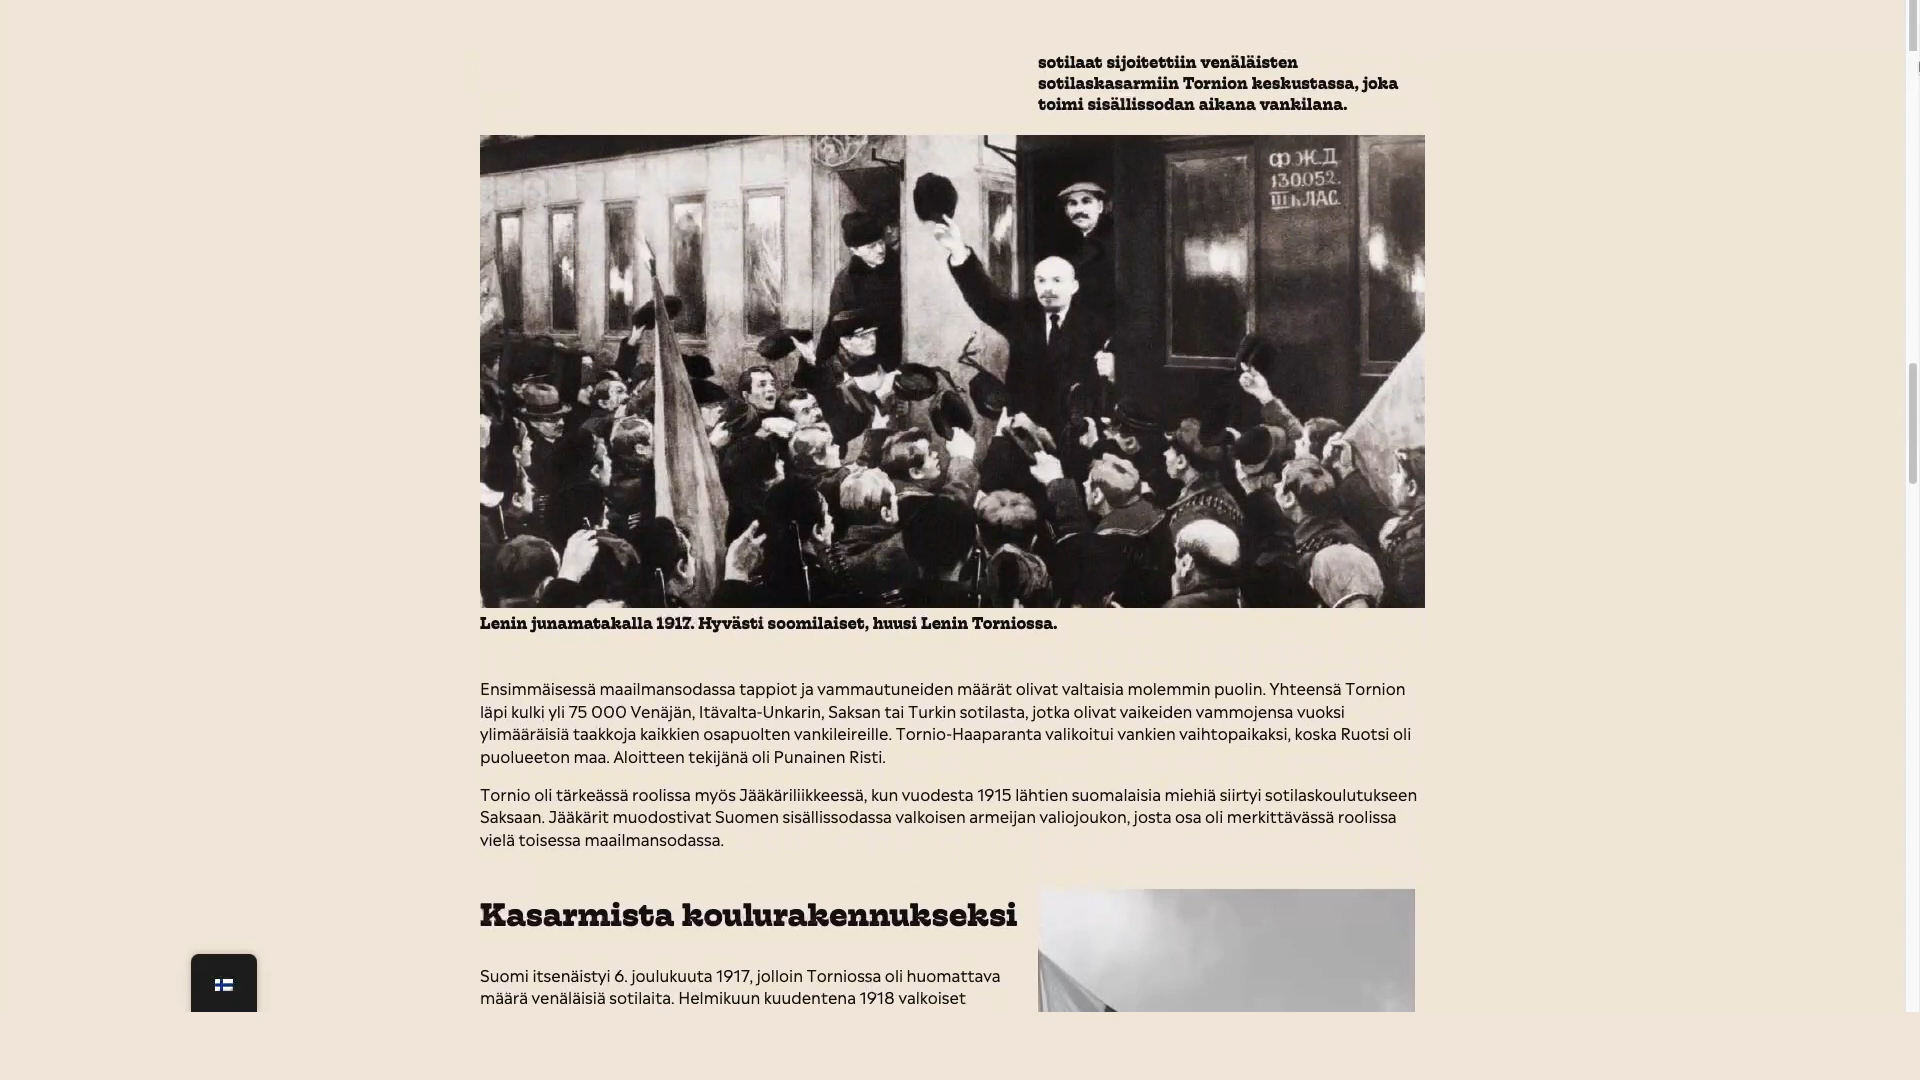 sotilaat sijoitettiin venäläisten
sotilaskasarmiin Tornion keskustassa, joka
toimi sisällissodan aikana vankilana.
Ф.Ж.Д.
130.052.
III КЛАС.
Lenin junamatakalla 1917. Hyvästi soomilaiset, huusi Lenin Torniossa.
Ensimmäisessä maailmansodassa tappiot ja vammautuneiden määrät olivat valtaisia molemmin puolin. Yhteensä Tornion
läpi kulki yli 75 000 Venäjän, Itävalta-Unkarin, Saksan tai Turkin sotilasta, jotka olivat vaikeiden vammojensa vuoksi
ylimääräisiä taakkoja kaikkien osapuolten vankileireille. Tornio-Haaparanta valikoitui vankien vaihtopaikaksi, koska Ruotsi oli
puolueeton maa. Aloitteen tekijänä oli Punainen Risti.
Tornio oli tärkeässä roolissa myös Jääkäriliikkeessä, kun vuodesta 1915 lähtien suomalaisia miehiä siirtyi sotilaskoulutukseen
Saksaan. Jääkärit muodostivat Suomen sisällissodassa valkoisen armeijan valiojoukon, josta osa oli merkittävässä roolissa
vielä toisessa maailmansodassa.
Kasarmista koulurakennukseksi
Suomi itsenäistyi 6. joulukuuta 1917, jolloin Torniossa oli huomattava
määrä venäläisiä sotilaita. Helmikuun kuudentena 1918 valkoiset